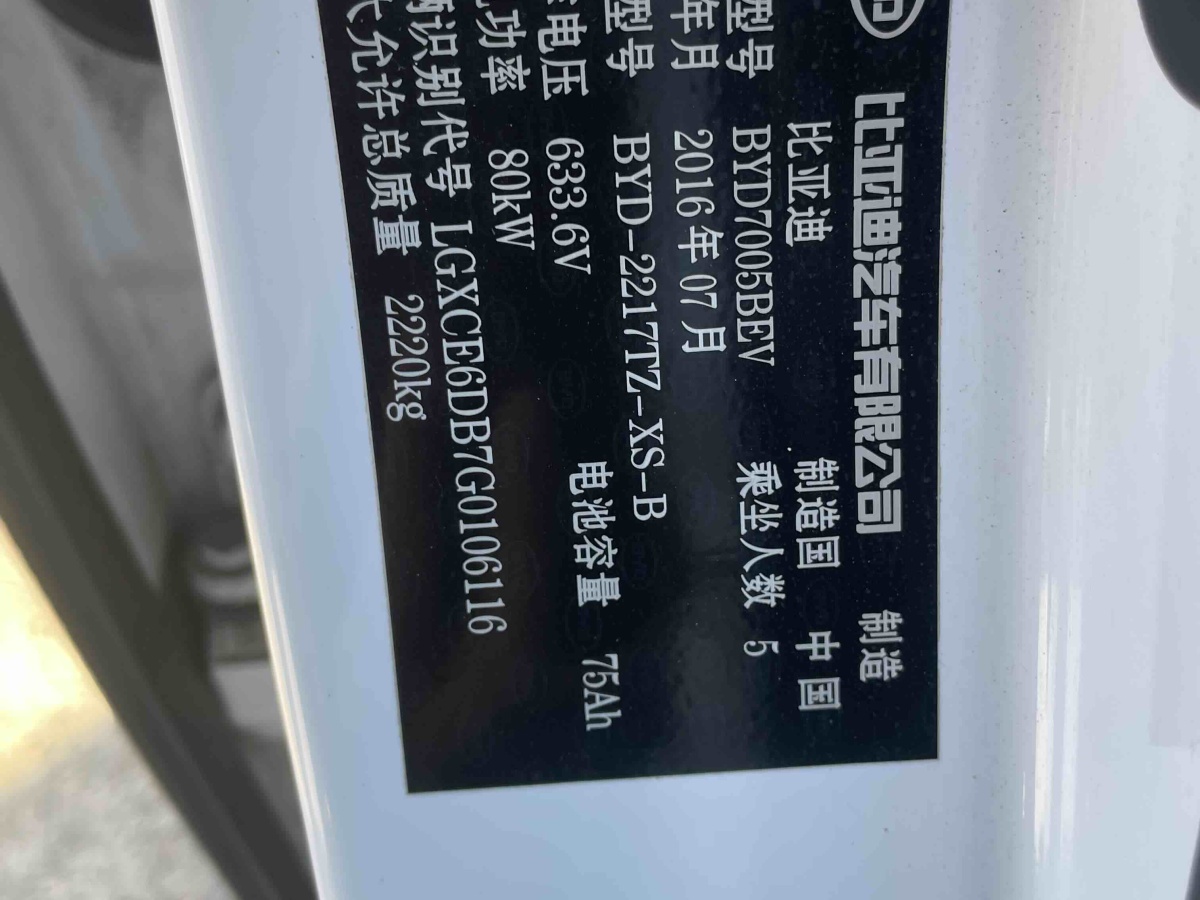 比亚迪汽车有限公司 制造
比亚迪 制造国 中国
型号 BYD7005BEV 乘坐人数 5
年月 2016年07月
型号 BYD-2217TZ-XS-B
电压 633.6V 电池容量 75Ah
功率 80kW
识别代号 LGXCE6DB7G0106116
允许总质量 2220kg